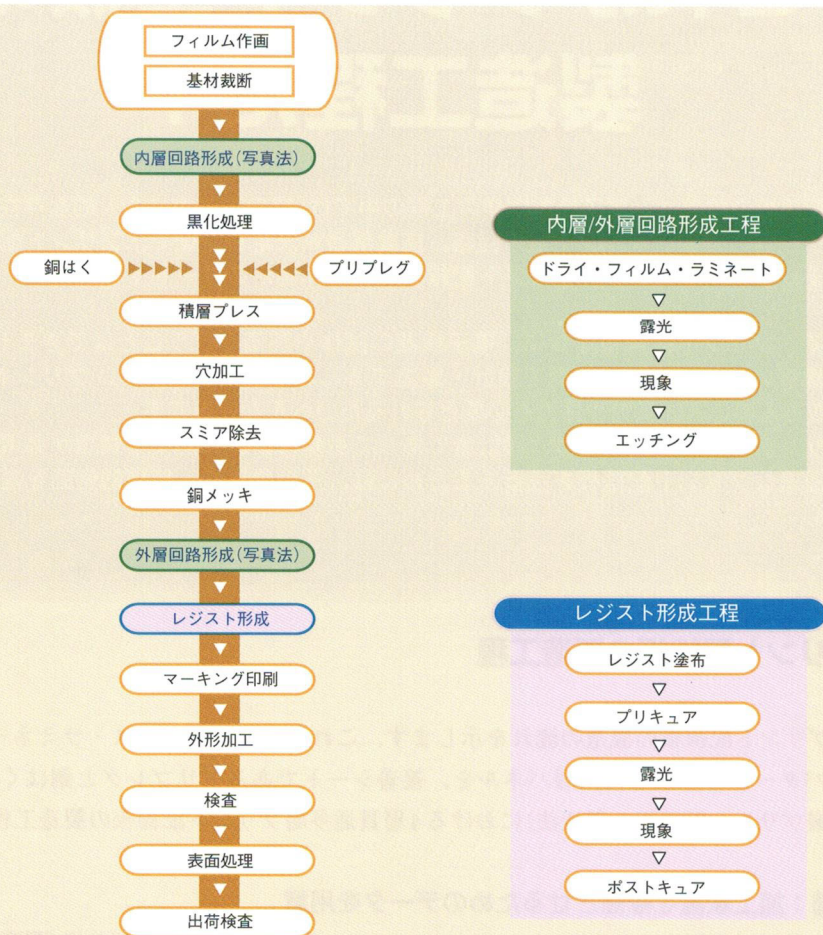 フィルム作画
基材裁断
内層回路形成(写真法)
黒化処理
銅はく
プリプレグ
積層プレス
穴加工
スミア除去
銅メッキ
外層回路形成(写真法)
レジスト形成
マーキング印刷
外形加工
検査
表面処理
出荷検査
内層/外層回路形成工程
ドライ・フィルム・ラミネート
露光
現象
エッチング
レジスト形成工程
レジスト塗布
プリキュア
露光
現象
ポストキュア